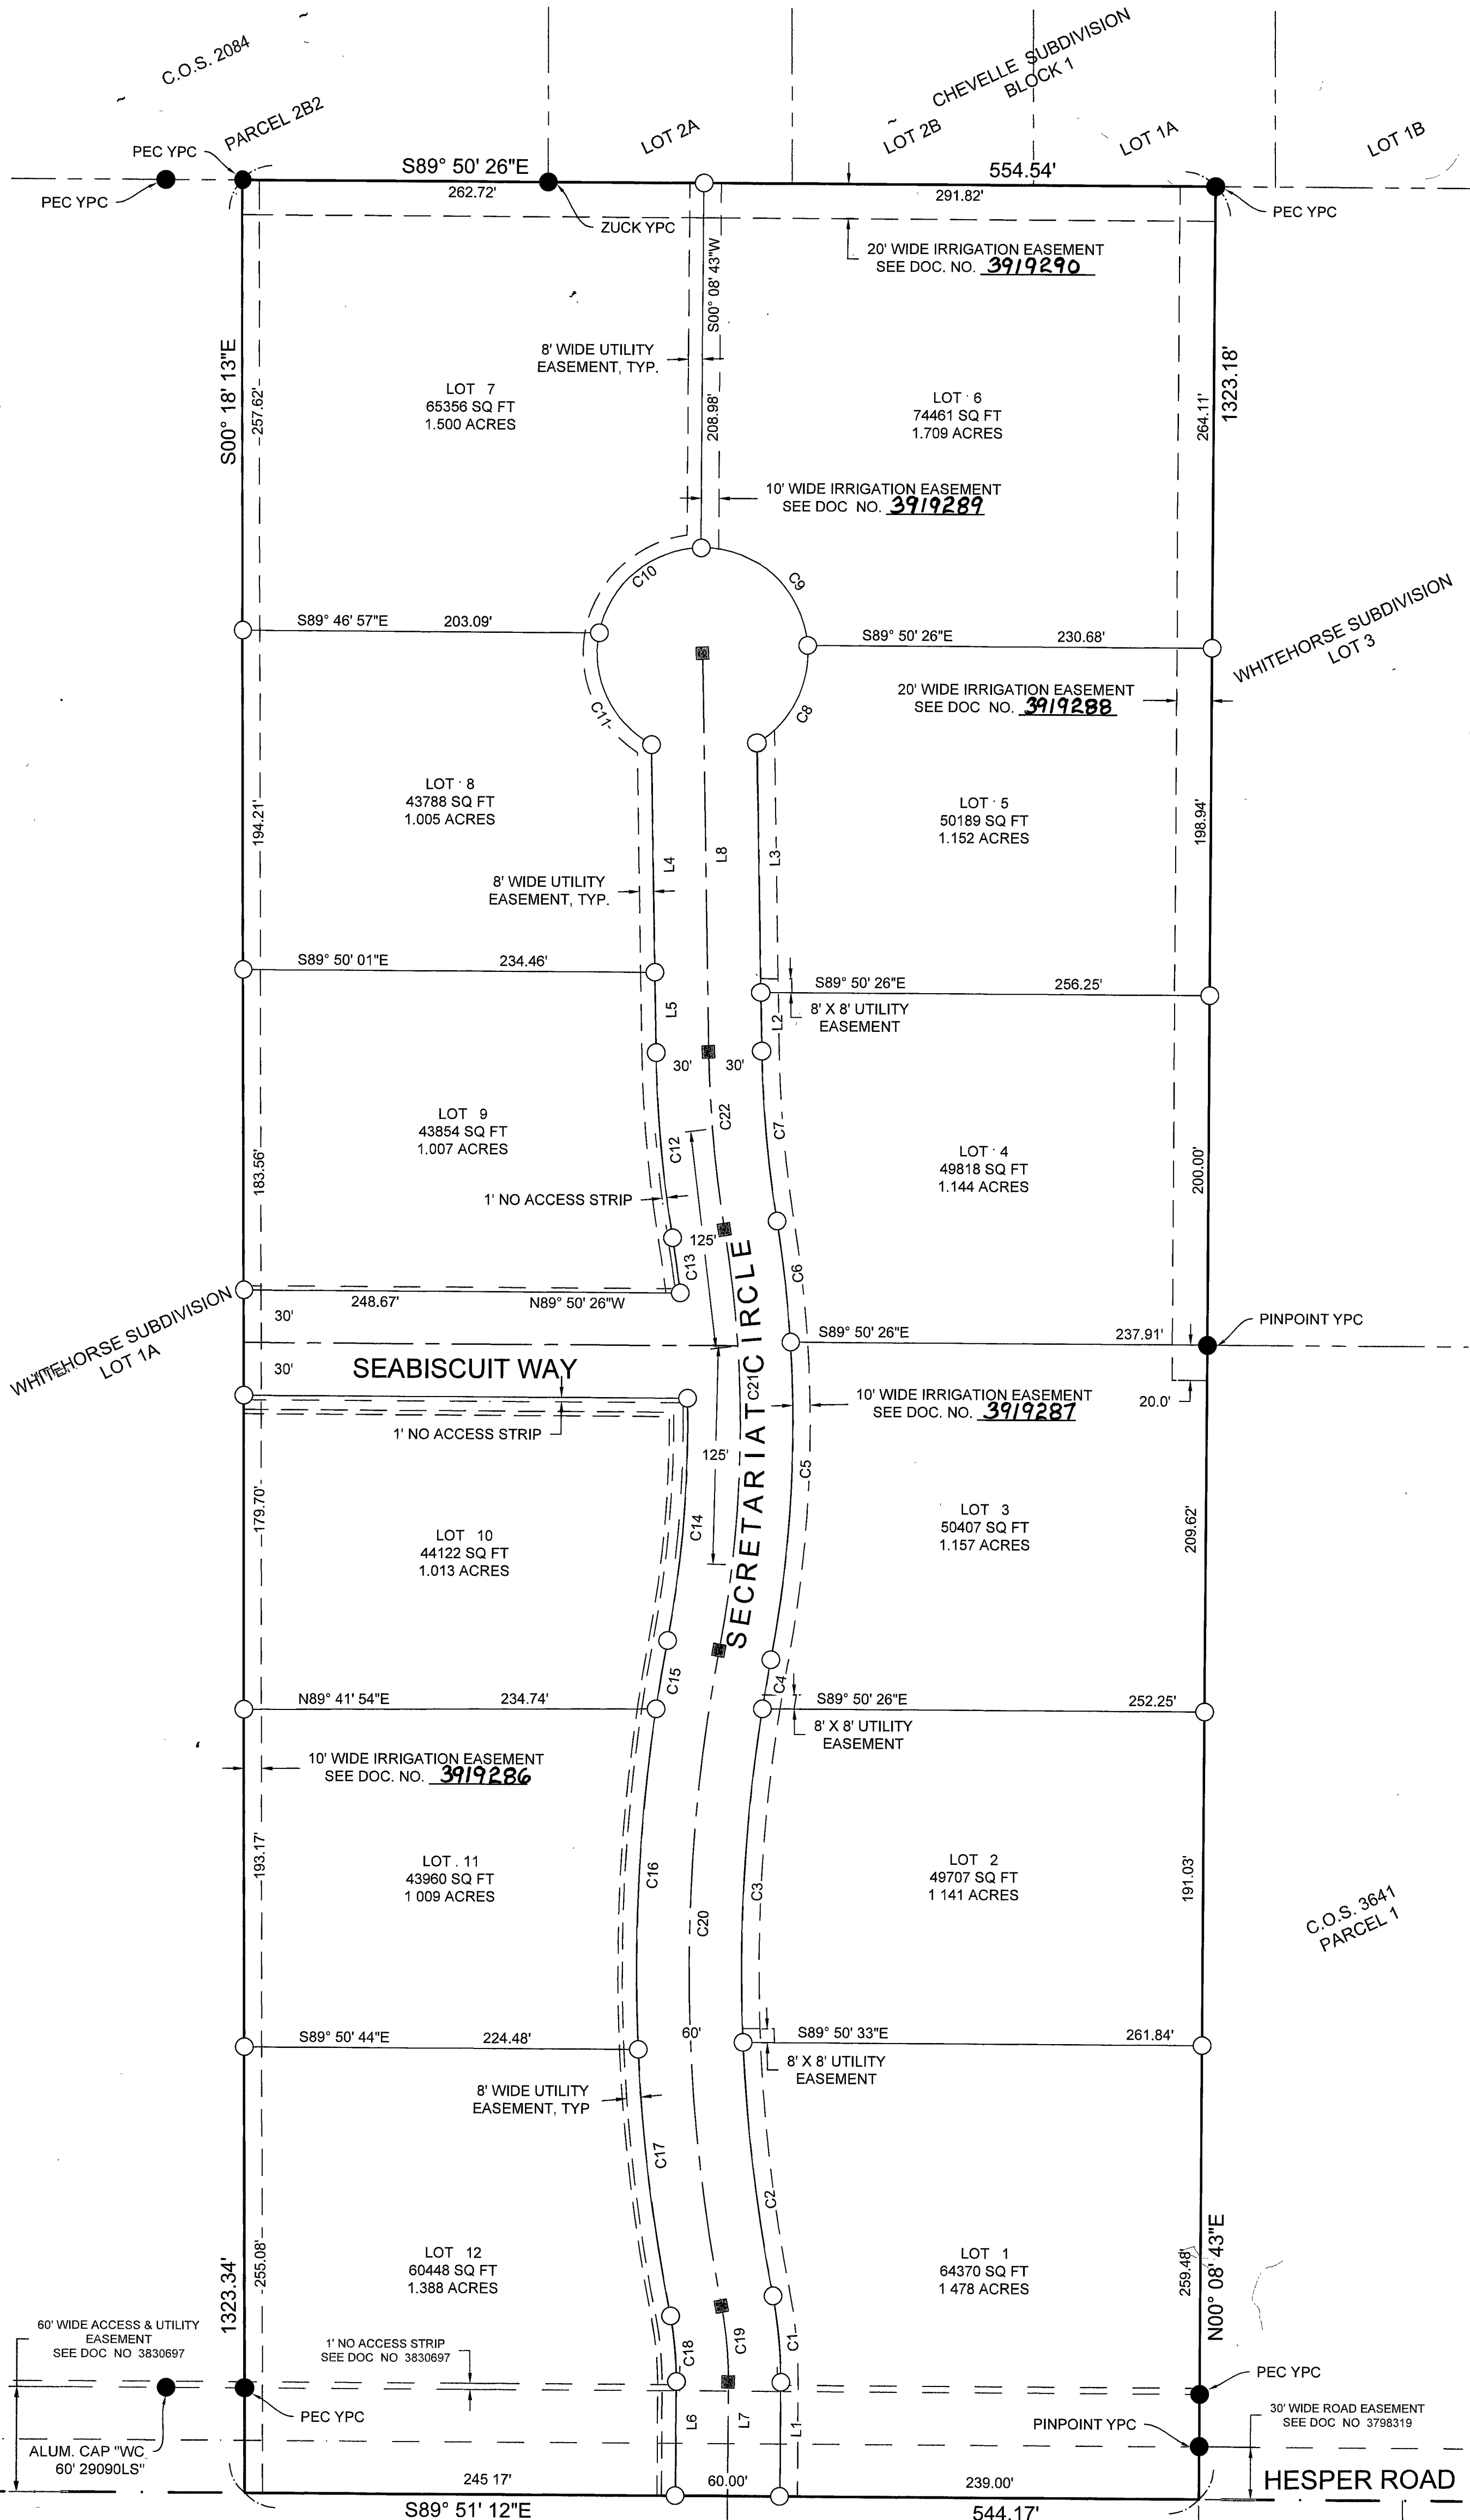 C.O.S. 2084
CHEVELLE SUBDIVISION
BLOCK 1
PARCEL 2B2
LOT 2A
LOT 2B
LOT 1A
LOT 1B
PEC YPC
PEC YPC
S89° 50' 26"E
554.54'
262.72'
291.82'
ZUCK YPC
PEC YPC
20' WIDE IRRIGATION EASEMENT
SEE DOC. NO. 3919290
S00° 08' 43"W
208.98'
8' WIDE UTILITY
EASEMENT, TYP.
S00° 18' 13"E
257.62'
LOT 7
65356 SQ FT
1.500 ACRES
LOT 6
74461 SQ FT
1.709 ACRES
264.11'
1323.18'
10' WIDE IRRIGATION EASEMENT
SEE DOC NO. 3919289
C10
C9
S89° 46' 57"E 203.09'
S89° 50' 26"E 230.68'
WHITEHORSE SUBDIVISION
LOT 3
20' WIDE IRRIGATION EASEMENT
SEE DOC NO. 3919288
C11
C8
LOT 8
43788 SQ FT
1.005 ACRES
194.21'
LOT 5
50189 SQ FT
1.152 ACRES
198.94'
L4
L8
L3
8' WIDE UTILITY
EASEMENT, TYP.
S89° 50' 01"E 234.46'
S89° 50' 26"E 256.25'
8' X 8' UTILITY
EASEMENT
L5
L2
30'
30'
C22
C7
C12
LOT 9
43854 SQ FT
1.007 ACRES
183.56'
LOT 4
49818 SQ FT
1.144 ACRES
200.00'
1' NO ACCESS STRIP
125'
C13
C6
248.67' N89° 50' 26"W
30'
30'
WHITEHORSE SUBDIVISION
LOT 1A
SEABISCUIT WAY
SECRETARIAT CIRCLE
C21
S89° 50' 26"E 237.91'
PINPOINT YPC
20.0'
10' WIDE IRRIGATION EASEMENT
SEE DOC. NO. 3919287
1' NO ACCESS STRIP
125'
C5
C14
179.70'
LOT 10
44122 SQ FT
1.013 ACRES
LOT 3
50407 SQ FT
1.157 ACRES
209.62'
C15
C4
N89° 41' 54"E 234.74'
S89° 50' 26"E 252.25'
8' X 8' UTILITY
EASEMENT
10' WIDE IRRIGATION EASEMENT
SEE DOC. NO. 3919286
193.17'
LOT 11
43960 SQ FT
1 009 ACRES
C16
C20
C3
LOT 2
49707 SQ FT
1 141 ACRES
191.03'
C.O.S. 3641
PARCEL 1
S89° 50' 44"E 224.48'
60'
S89° 50' 33"E 261.84'
8' X 8' UTILITY
EASEMENT
8' WIDE UTILITY
EASEMENT, TYP
C17
C2
LOT 12
60448 SQ FT
1.388 ACRES
LOT 1
64370 SQ FT
1 478 ACRES
255.08'
1323.34'
259.48'
N00° 08' 43"E
60' WIDE ACCESS & UTILITY
EASEMENT
SEE DOC NO 3830697
1' NO ACCESS STRIP
SEE DOC NO 3830697
C18
C19
C1
PEC YPC
PEC YPC
L6
L7
L1
PINPOINT YPC
30' WIDE ROAD EASEMENT
SEE DOC NO 3798319
ALUM. CAP "WC
60' 29090LS"
245 17'
60.00'
239.00'
HESPER ROAD
S89° 51' 12"E
544.17'